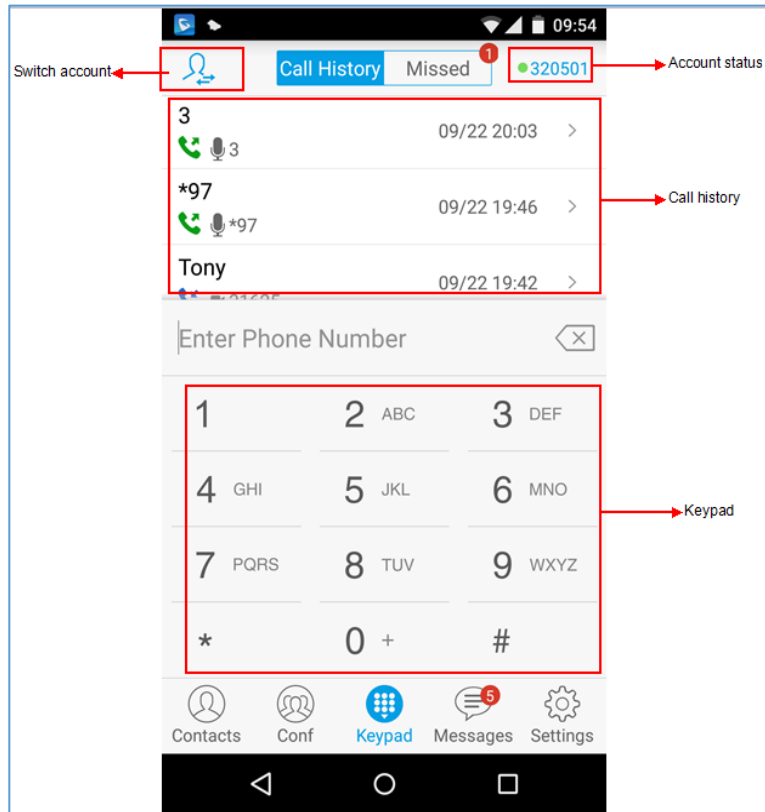 09:54
Switch account
Call History
Missed
1
320501
Account status
3
09/22 20:03
3
*97
09/22 19:46
*97
Call history
Tony
09/22 19:42
Enter Phone Number
1
2 ABC
3 DEF
4 GHI
5 JKL
6 MNO
Keypad
7 PQRS
8 TUV
9 WXYZ
*
0 +
#
5
Contacts
Conf
Keypad
Messages
Settings